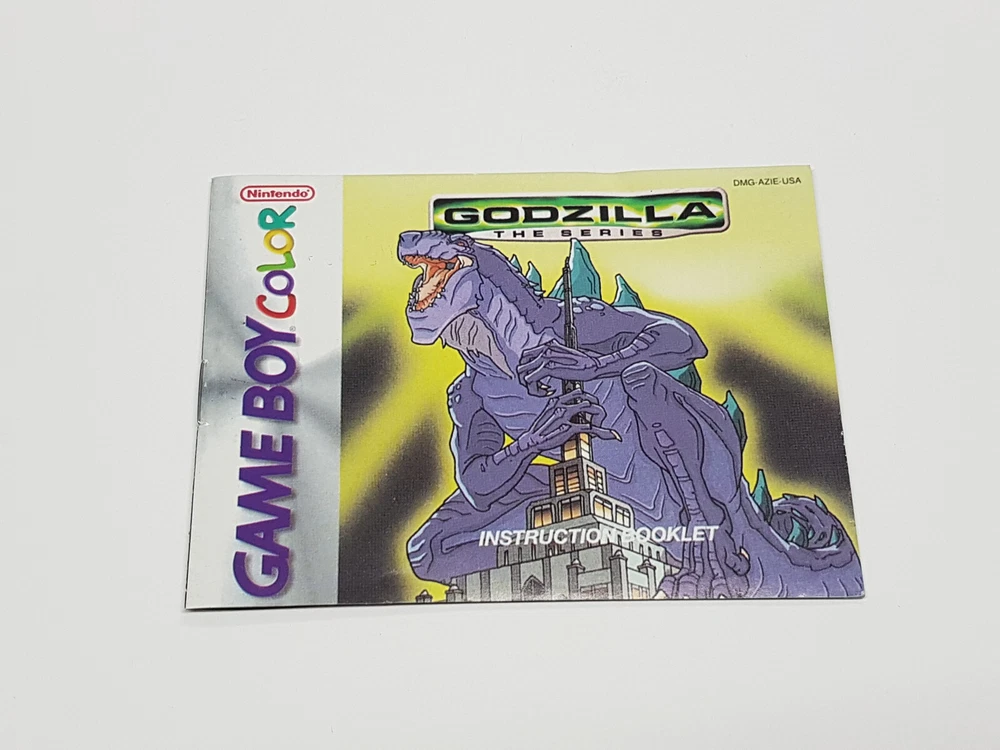 Nintendo®
GAME BOY COLOR
DMG-AZIE-USA
GODZILLA
THE SERIES
INSTRUCTION BOOKLET